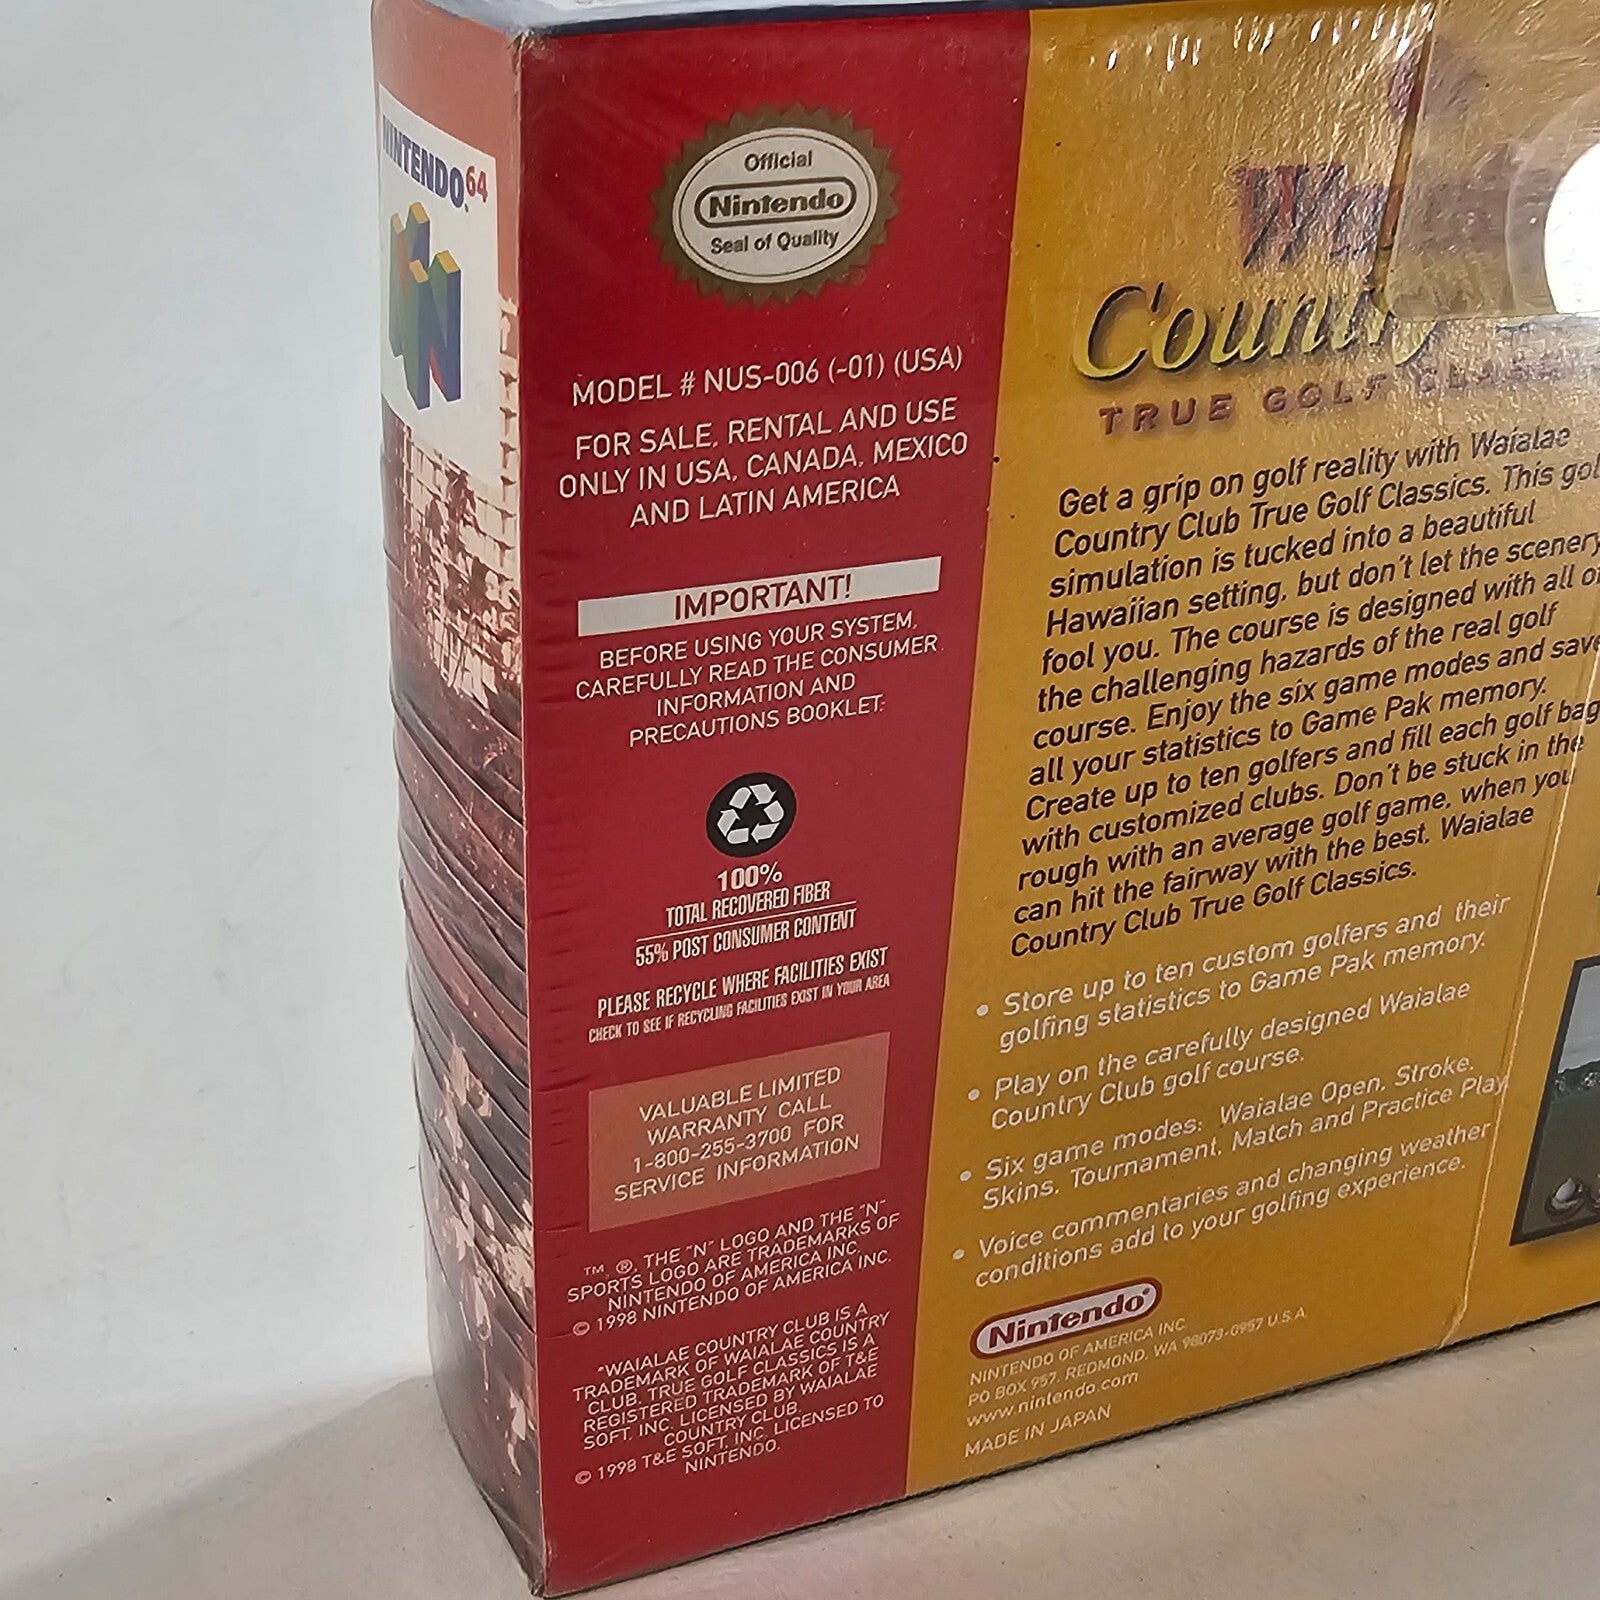 NINTENDO 64
Official
Nintendo
Seal of Quality
MODEL # NUS-006 (-01) (USA)
FOR SALE, RENTAL AND USE
ONLY IN USA, CANADA, MEXICO
AND LATIN AMERICA
IMPORTANT!
BEFORE USING YOUR SYSTEM,
CAREFULLY READ THE CONSUMER
INFORMATION AND
PRECAUTIONS BOOKLET.
100%
TOTAL RECOVERED FIBER
55% POST CONSUMER CONTENT
PLEASE RECYCLE WHERE FACILITIES EXIST
CHECK TO SEE IF RECYCLING FACILITIES EXIST IN YOUR AREA
VALUABLE LIMITED
WARRANTY CALL
1-800-255-3700 FOR
SERVICE INFORMATION
TM, ®, THE "N" LOGO AND THE "N"
SPORTS LOGO ARE TRADEMARKS OF
NINTENDO OF AMERICA INC.
© 1998 NINTENDO OF AMERICA INC.
"WAIALAE COUNTRY CLUB IS A
TRADEMARK OF WAIALAE COUNTRY
CLUB. TRUE GOLF CLASSICS IS A
REGISTERED TRADEMARK OF T&E
SOFT, INC. LICENSED BY WAIALAE
COUNTRY CLUB.
© 1998 T&E SOFT, INC. LICENSED TO
NINTENDO.
Country
TRUE GOLF
Get a grip on golf reality with Waialae
Country Club True Golf Classics. This gol
simulation is tucked into a beautiful
Hawaiian setting, but don't let the scenery
fool you. The course is designed with all of
the challenging hazards of the real golf
course. Enjoy the six game modes and save
all your statistics to Game Pak memory.
Create up to ten golfers and fill each golf bag
with customized clubs. Don't be stuck in the
rough with an average golf game, when you
can hit the fairway with the best, Waialae
Country Club True Golf Classics.
• Store up to ten custom golfers and their
golfing statistics to Game Pak memory.
• Play on the carefully designed Waialae
Country Club golf course.
• Six game modes: Waialae Open, Stroke,
Skins, Tournament, Match and Practice Play
• Voice commentaries and changing weather
conditions add to your golfing experience.
Nintendo®
NINTENDO OF AMERICA INC.
PO BOX 957, REDMOND, WA 98073-0957 U.S.A.
www.nintendo.com
MADE IN JAPAN